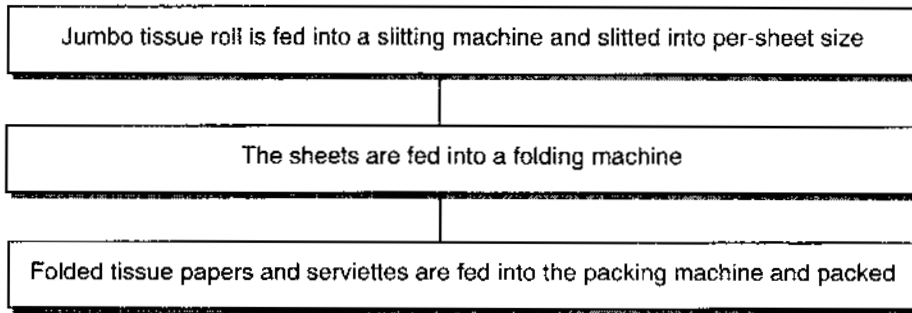 Jumbo tissue roll is fed into a slitting machine and slitted into per-sheet size
The sheets are fed into a folding machine
Folded tissue papers and serviettes are fed into the packing machine and packed